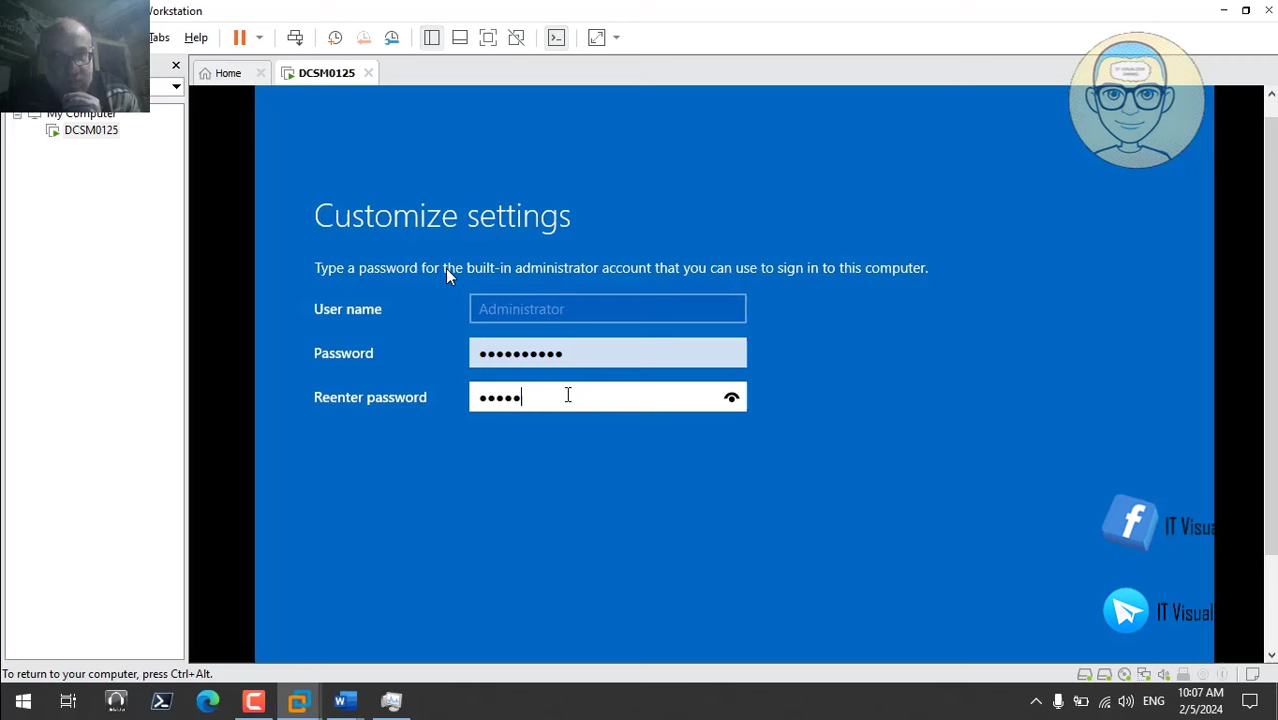 Workstation
Tabs
Help
Home
DCSM0125
My Computer
DCSM0125
Customize settings
Type a password for the built-in administrator account that you can use to sign in to this computer.
User name
Administrator
Password
••••••••••
Reenter password
•••••
IT Visual
IT Visual
To return to your computer, press Ctrl+Alt.
ENG
10:07 AM
2/5/2024